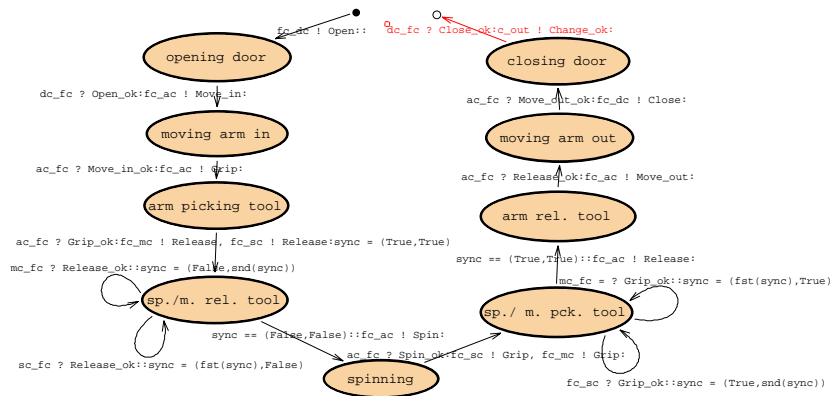 fc_dc ! Open::
dc_fc ? Close_ok:c_out ! Change_ok:
opening door
closing door
dc_fc ? Open_ok:fc_ac ! Move_in:
ac_fc ? Move_out_ok:fc_dc ! Close:
moving arm in
moving arm out
ac_fc ? Move_in_ok:fc_ac ! Grip:
ac_fc ? Release_ok:fc_ac ! Move_out:
arm picking tool
arm rel. tool
ac_fc ? Grip_ok:fc_mc ! Release, fc_sc ! Release:sync = (True,True)
sync == (True,True)::fc_ac ! Release:
mc_fc ? Release_ok::sync = (False,snd(sync))
mc_fc = ? Grip_ok::sync = (fst(sync),True)
sp./m. rel. tool
sp./ m. pck. tool
sync == (False,False)::fc_ac ! Spin:
ac_fc ? Spin_ok:fc_sc ! Grip, fc_mc ! Grip:
sc_fc ? Release_ok::sync = (fst(sync),False)
spinning
fc_sc ? Grip_ok::sync = (True,snd(sync))